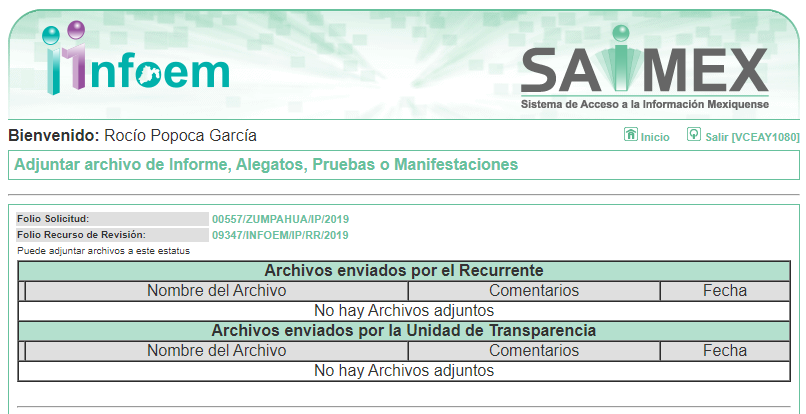 infoem
SAIMEX
Sistema de Acceso a la Información Mexiquense
Bienvenido: Rocío Popoca García
Inicio Salir [VCEAY1080]
Adjuntar archivo de Informe, Alegatos, Pruebas o Manifestaciones
Folio Solicitud: 00557/ZUMPAHUA/IP/2019
Folio Recurso de Revisión: 09347/INFOEM/IP/RR/2019
Puede adjuntar archivos a este estatus
Archivos enviados por el Recurrente
Nombre del Archivo Comentarios Fecha
No hay Archivos adjuntos
Archivos enviados por la Unidad de Transparencia
Nombre del Archivo Comentarios Fecha
No hay Archivos adjuntos